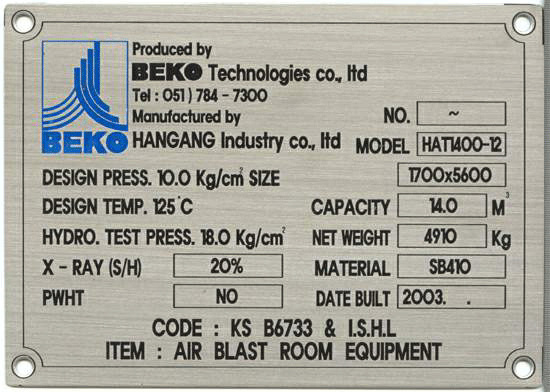 Produced by
BEKO Technologies co., ltd
Tel : 051 ) 784 - 7300
Manufactured by
BEKO HANGANG Industry co., ltd
NO. ~
MODEL HAT1400-12
DESIGN PRESS. 10.0 Kg/cm² SIZE 1700x5600
DESIGN TEMP. 125°C CAPACITY 14.0 M³
HYDRO. TEST PRESS. 18.0 Kg/cm² NET WEIGHT 4910 Kg
X - RAY (S/H) 20% MATERIAL SB410
PWHT NO DATE BUILT 2003. .
CODE : KS B6733 & I.S.H.L
ITEM : AIR BLAST ROOM EQUIPMENT